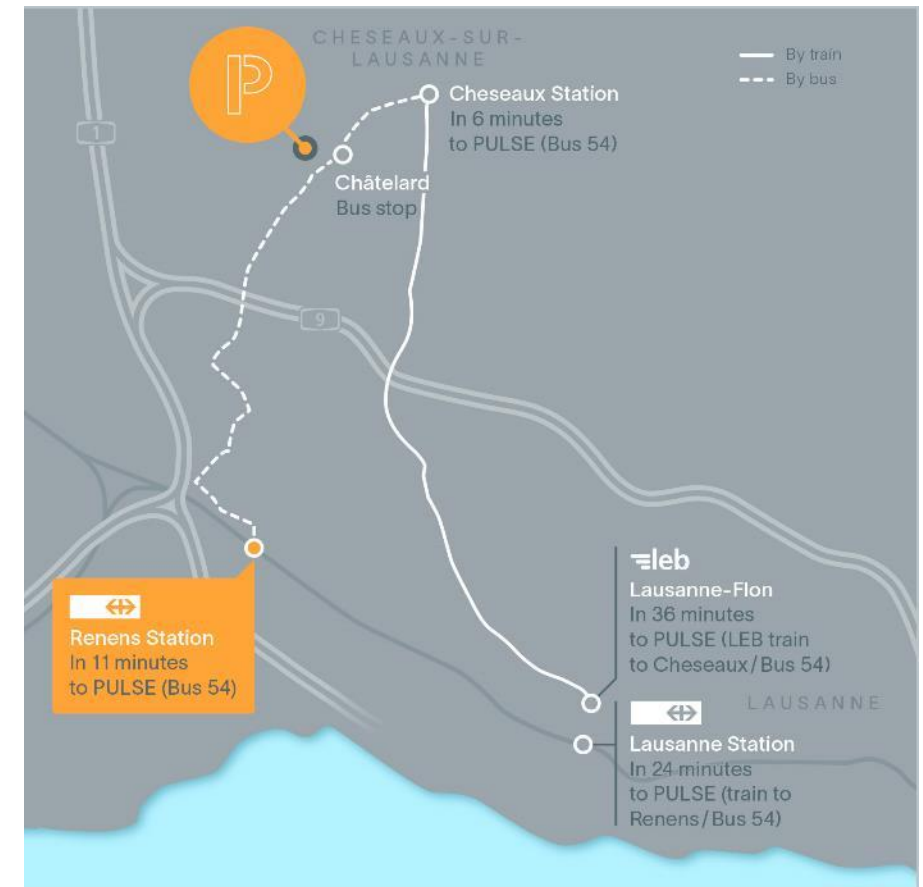 CHESEAUX-SUR-
LAUSANNE
By train
By bus
P
1
Cheseaux Station
In 6 minutes
to PULSE (Bus 54)
Châtelard
Bus stop
9
Renens Station
In 11 minutes
to PULSE (Bus 54)
leb
Lausanne-Flon
In 36 minutes
to PULSE (LEB train
to Cheseaux/Bus 54)
LAUSANNE
Lausanne Station
In 24 minutes
to PULSE (train to
Renens/Bus 54)